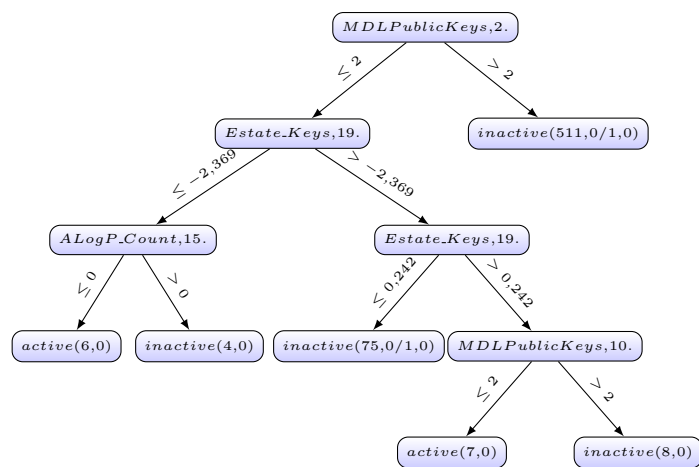 MDLPublicKeys,2.
≤ 2
> 2
Estate_Keys,19.
inactive(511,0/1,0)
≤ −2,369
> −2,369
ALogP_Count,15.
Estate_Keys,19.
≤ 0
> 0
≤ 0,242
> 0,242
active(6,0)
inactive(4,0)
inactive(75,0/1,0)
MDLPublicKeys,10.
≤ 2
> 2
active(7,0)
inactive(8,0)